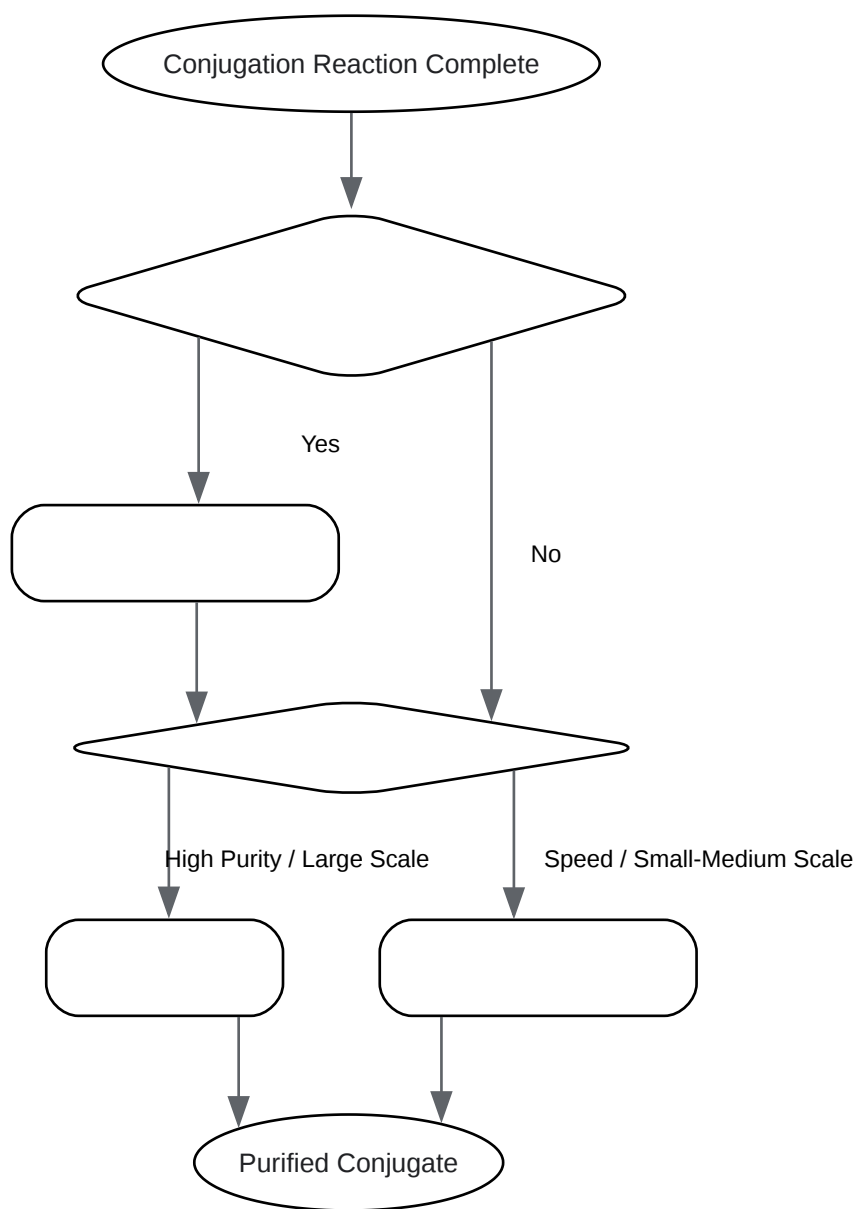 Conjugation Reaction Complete
Yes
No
High Purity / Large Scale
Speed / Small-Medium Scale
Purified Conjugate